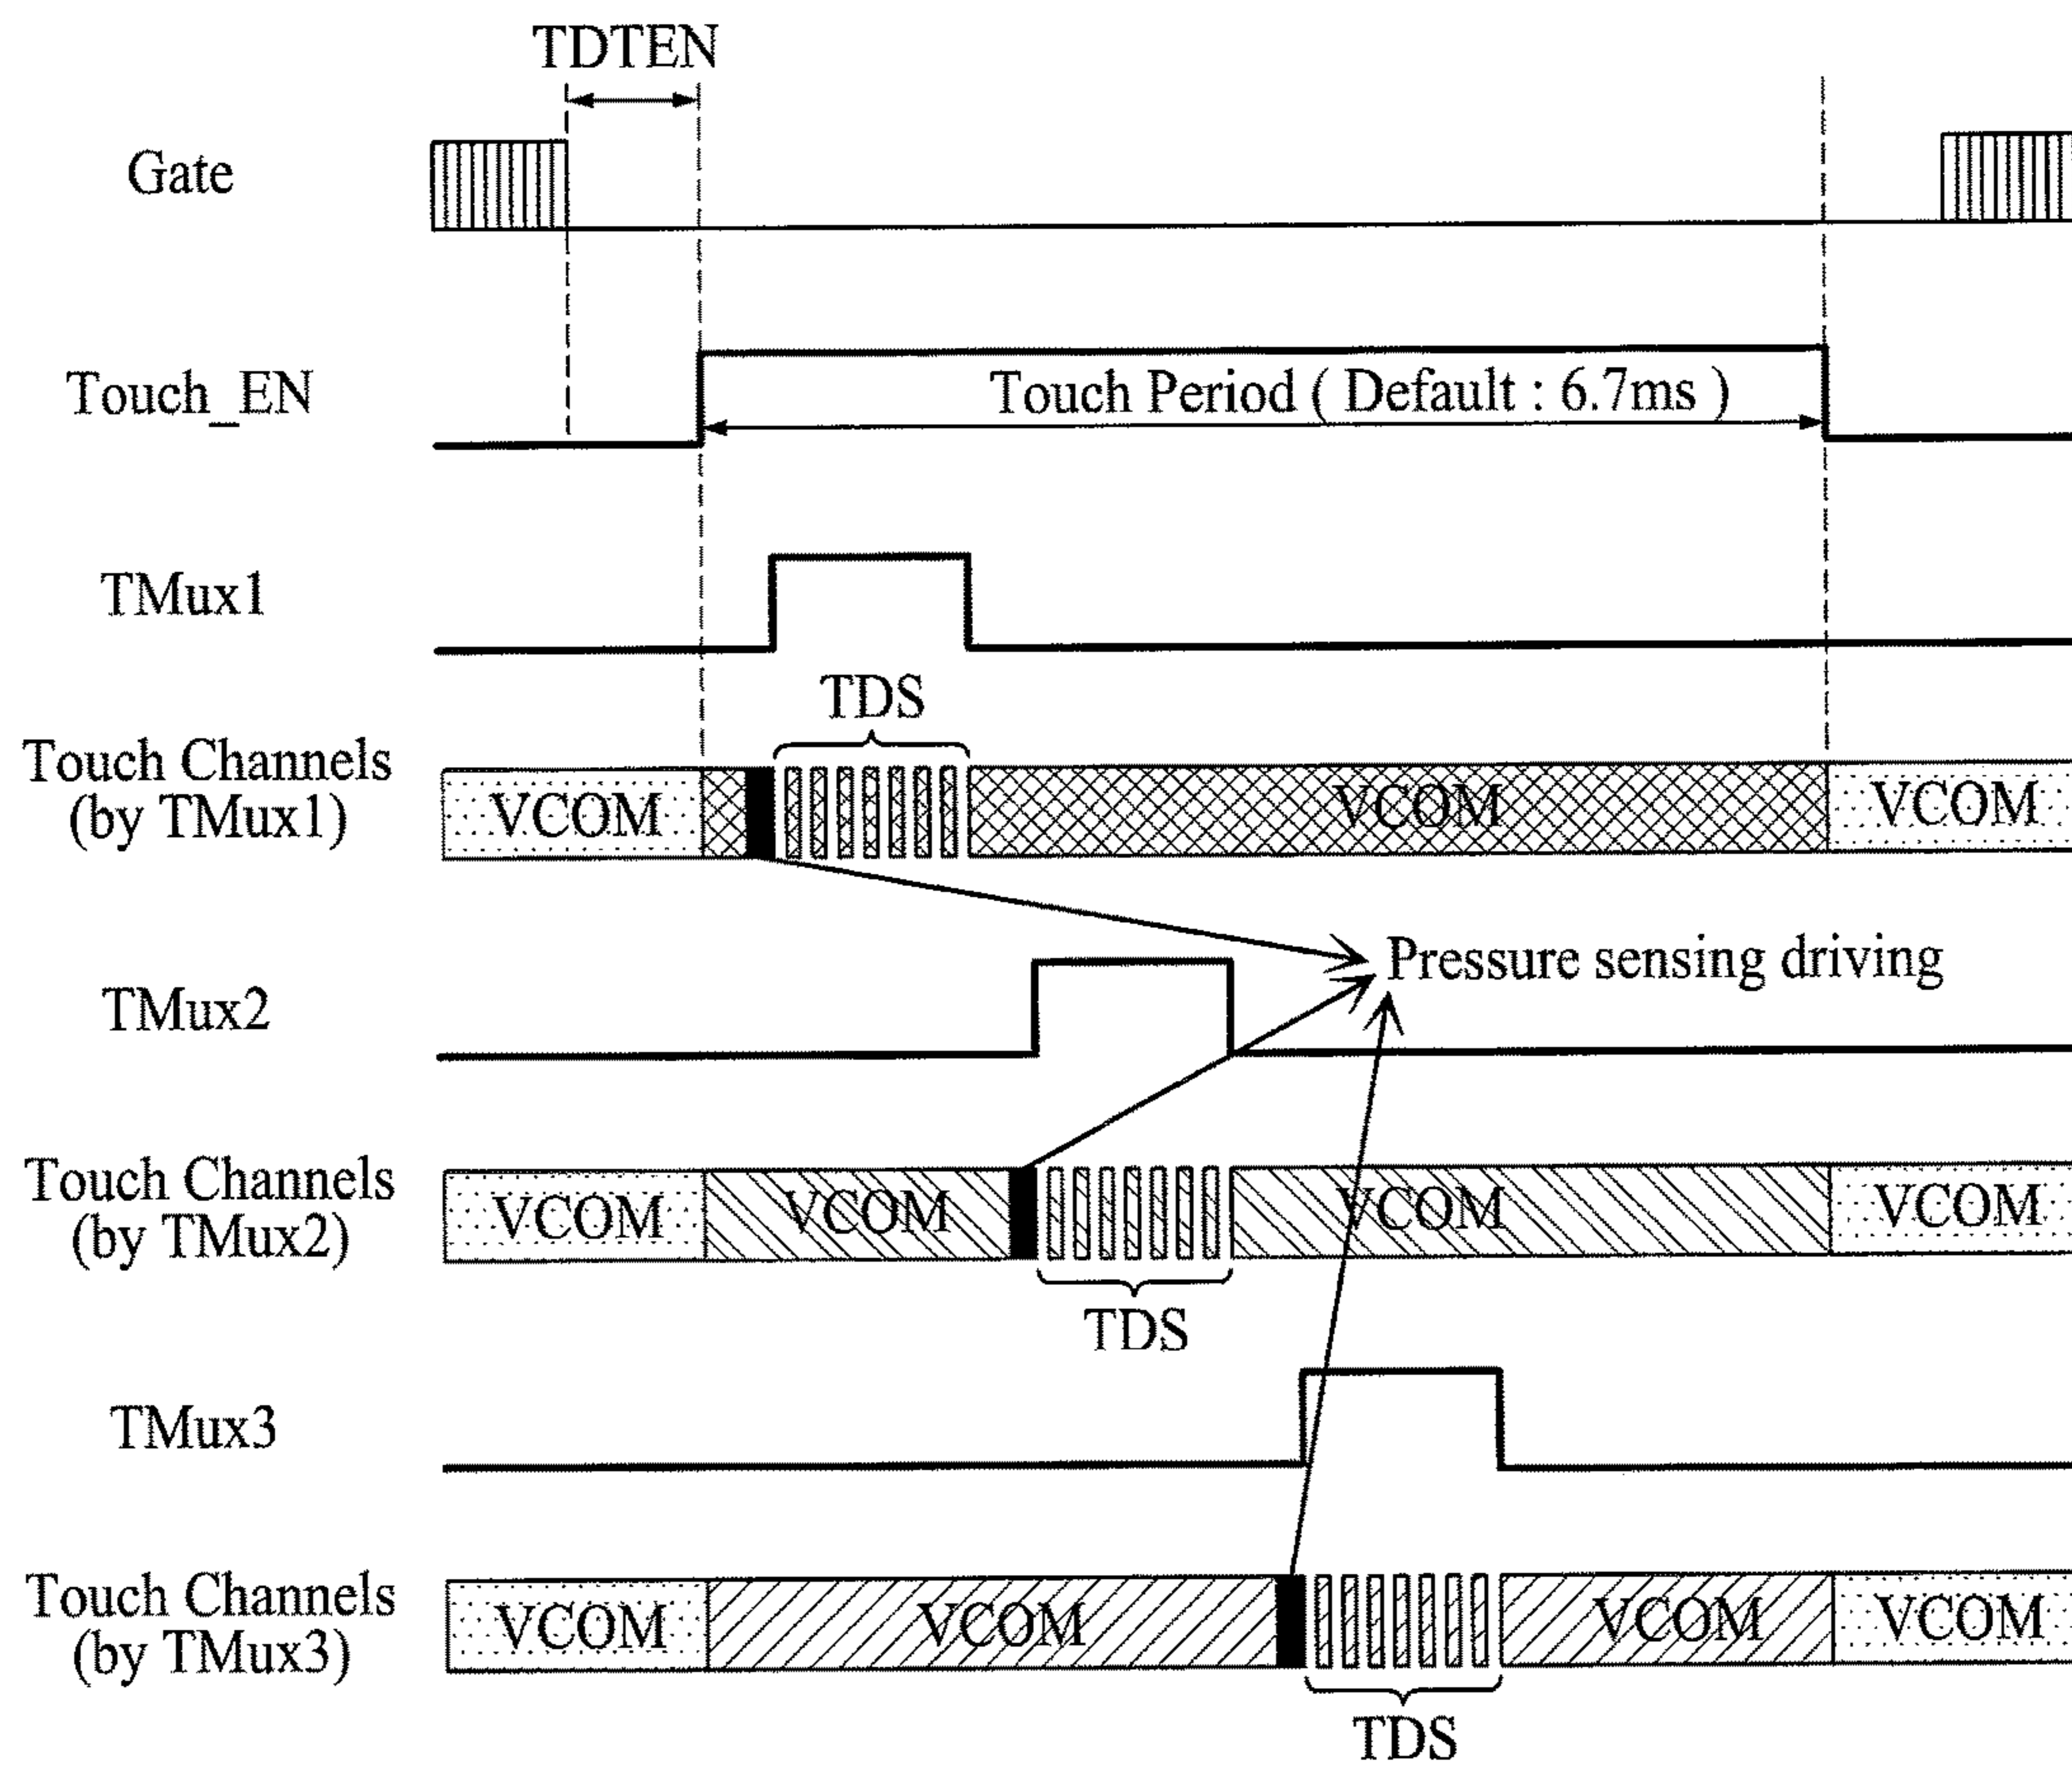 TDTEN
Gate
Touch_EN
Touch Period ( Default : 6.7ms )
TMux1
TDS
Touch Channels
(by TMux1)
VCOM
VCOM
VCOM
Pressure sensing driving
TMux2
Touch Channels
(by TMux2)
VCOM
VCOM
VCOM
VCOM
TDS
TMux3
Touch Channels
(by TMux3)
VCOM
VCOM
VCOM
VCOM
TDS